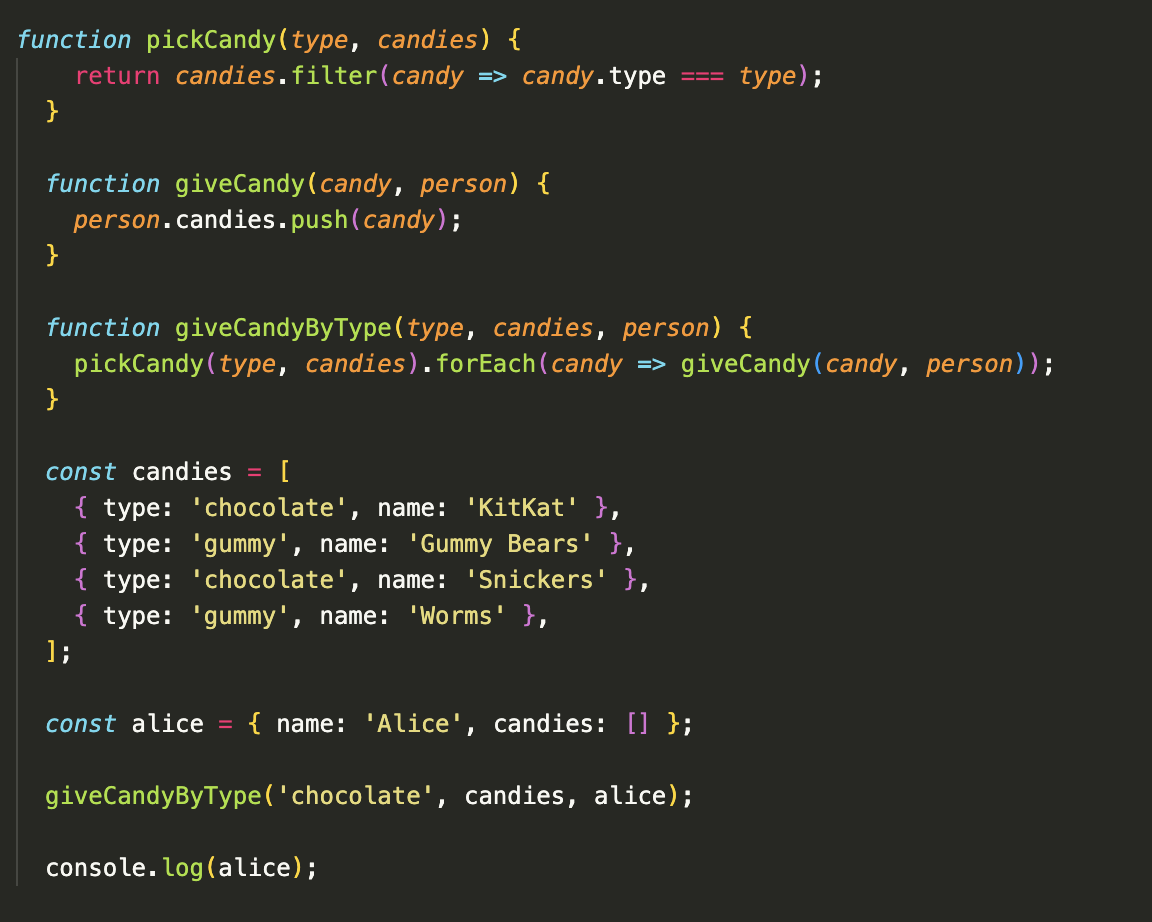 function pickCandy(type, candies) {
    return candies.filter(candy => candy.type === type);
  }

  function giveCandy(candy, person) {
    person.candies.push(candy);
  }

  function giveCandyByType(type, candies, person) {
    pickCandy(type, candies).forEach(candy => giveCandy(candy, person));
  }

  const candies = [
    { type: 'chocolate', name: 'KitKat' },
    { type: 'gummy', name: 'Gummy Bears' },
    { type: 'chocolate', name: 'Snickers' },
    { type: 'gummy', name: 'Worms' },
  ];

  const alice = { name: 'Alice', candies: [] };

  giveCandyByType('chocolate', candies, alice);

  console.log(alice);